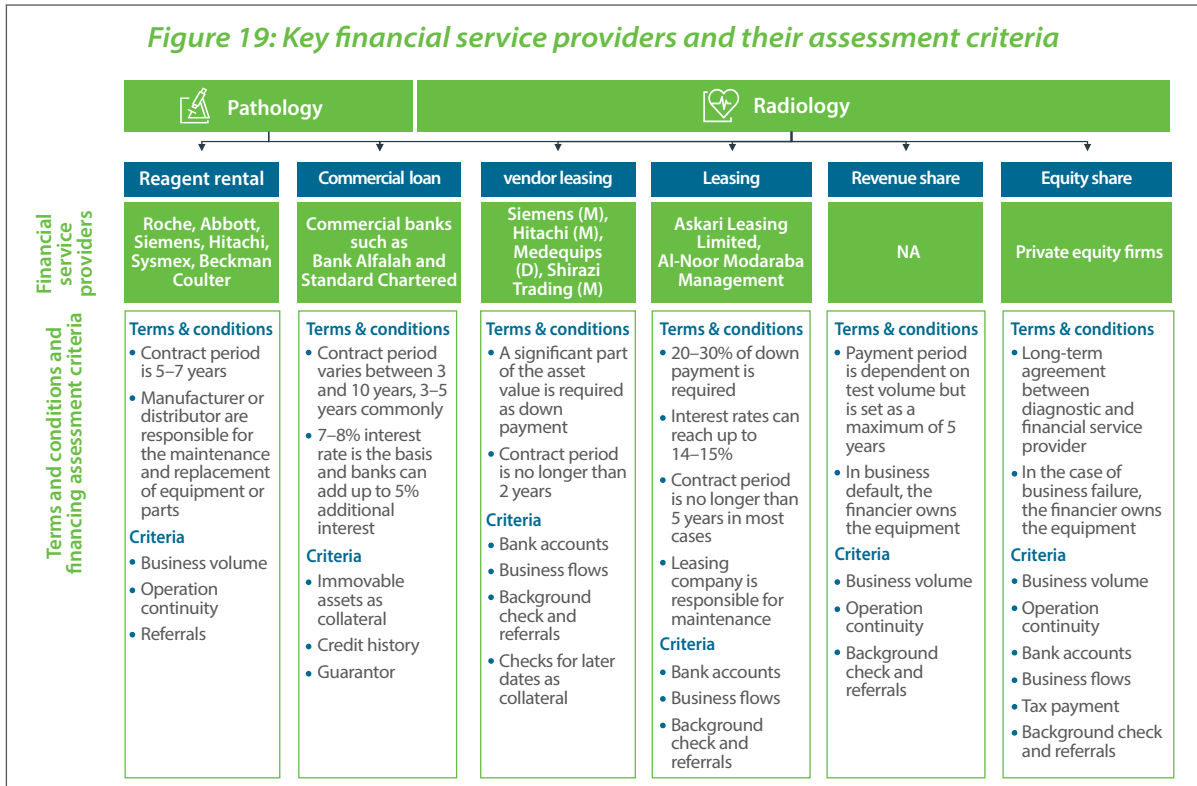 Figure 19: Key financial service providers and their assessment criteria
Pathology
Radiology
Reagent rental
Commercial loan
vendor leasing
Leasing
Revenue share
Equity share
Financial
service
providers
Roche, Abbott,
Siemens, Hitachi,
Sysmex, Beckman
Coulter
Commercial banks
such as
Bank Alfalah and
Standard Chartered
Siemens (M),
Hitachi (M),
Medequips
(D), Shirazi
Trading (M)
Askari Leasing
Limited,
Al-Noor Modaraba
Management
NA
Private equity firms
Terms and conditions and
financing assessment criteria
Terms & conditions
• Contract period
is 5–7 years
• Manufacturer or
distributor are
responsible for
the maintenance
and replacement
of equipment or
parts
Criteria
• Business volume
• Operation
continuity
• Referrals
Terms & conditions
• Contract period
varies between 3
and 10 years, 3–5
years commonly
• 7–8% interest
rate is the basis
and banks can
add up to 5%
additional
interest
Criteria
• Immovable
assets as
collateral
• Credit history
• Guarantor
Terms & conditions
• A significant part
of the asset
value is required
as down
payment
• Contract period
is no longer than
2 years
Criteria
• Bank accounts
• Business flows
• Background
check and
referrals
• Checks for later
dates as
collateral
Terms & conditions
• 20–30% of down
payment is
required
• Interest rates can
reach up to
14–15%
• Contract period
is no longer than
5 years in most
cases
• Leasing
company is
responsible for
maintenance
Criteria
• Bank accounts
• Business flows
• Background
check and
referrals
Terms & conditions
• Payment period
is dependent on
test volume but
is set as a
maximum of 5
years
• In business
default, the
financier owns
the equipment
Criteria
• Business volume
• Operation
continuity
• Background
check and
referrals
Terms & conditions
• Long-term
agreement
between
diagnostic and
financial service
provider
• In the case of
business failure,
the financier owns
the equipment
Criteria
• Business volume
• Operation
continuity
• Bank accounts
• Business flows
• Tax payment
• Background check
and referrals